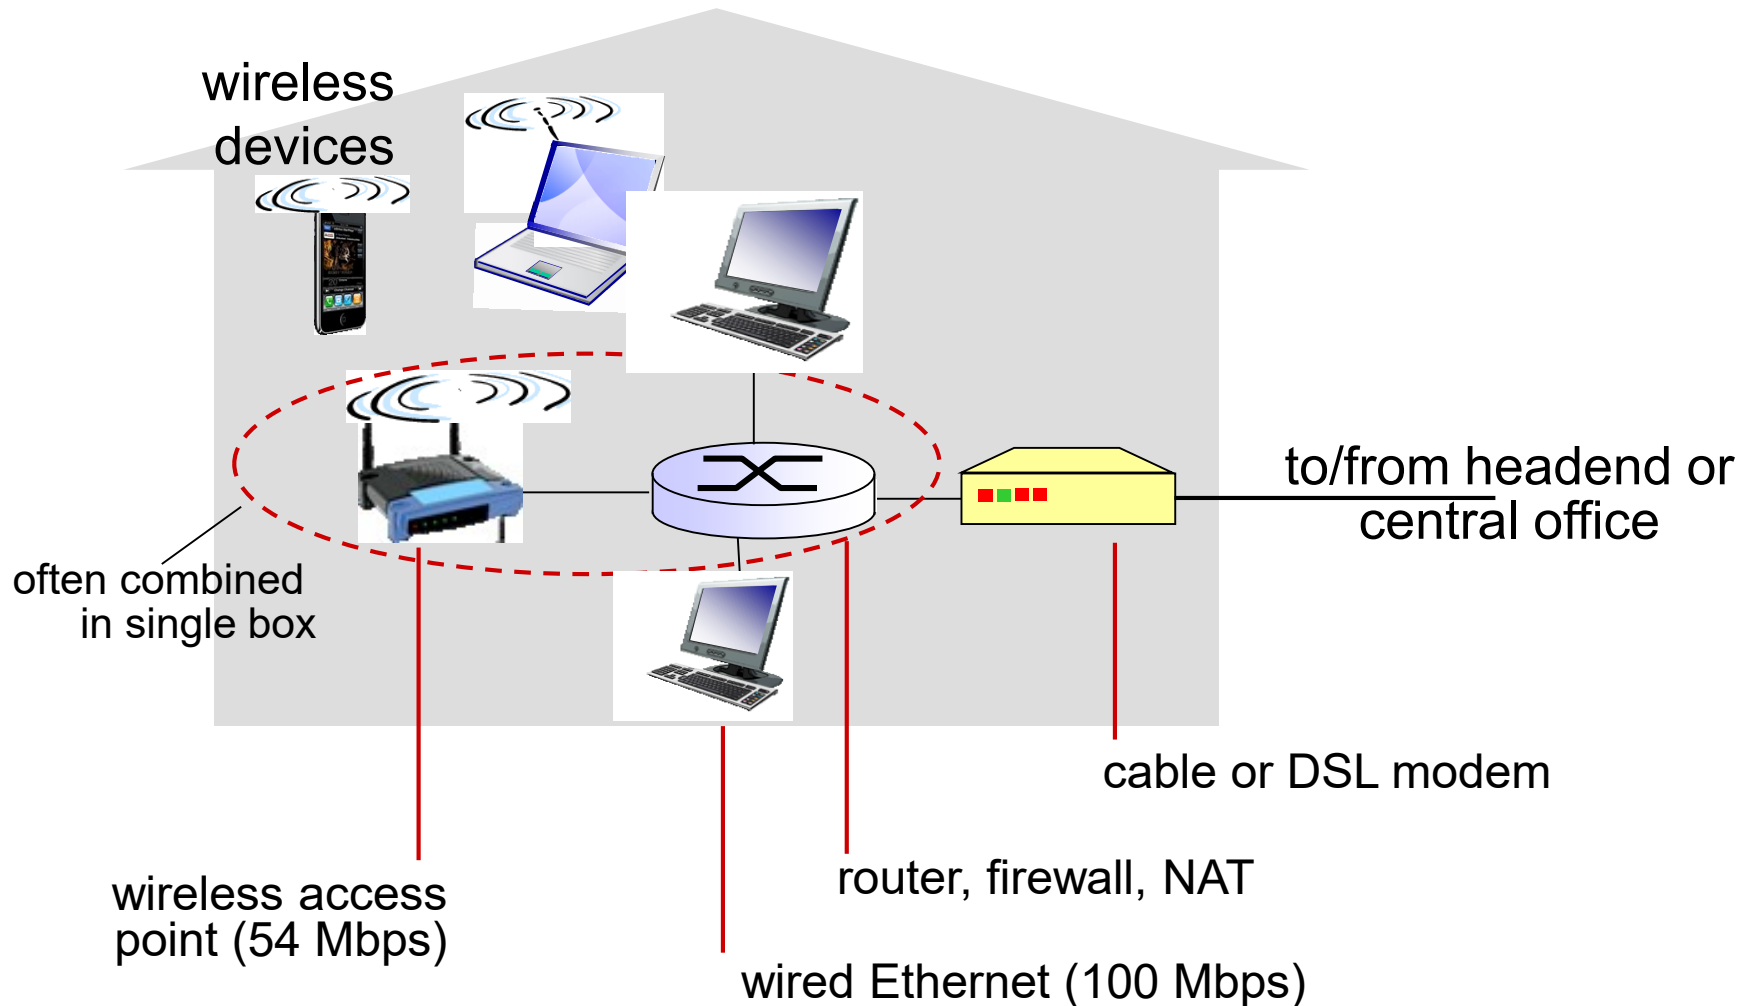 wireless
devices
to/from headend or
central office
often combined
in single box
cable or DSL modem
router, firewall, NAT
wireless access
point (54 Mbps)
wired Ethernet (100 Mbps)